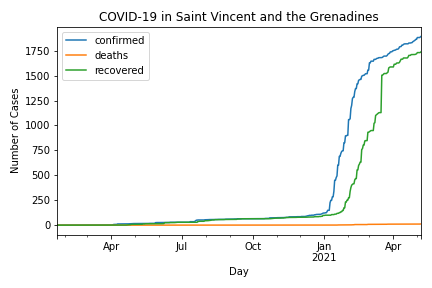 COVID-19 in Saint Vincent and the Grenadines
confirmed
deaths
recovered
Number of Cases
1750
1500
1250
1000
750
500
250
0
Apr Jul Oct Jan Apr
2021
Day